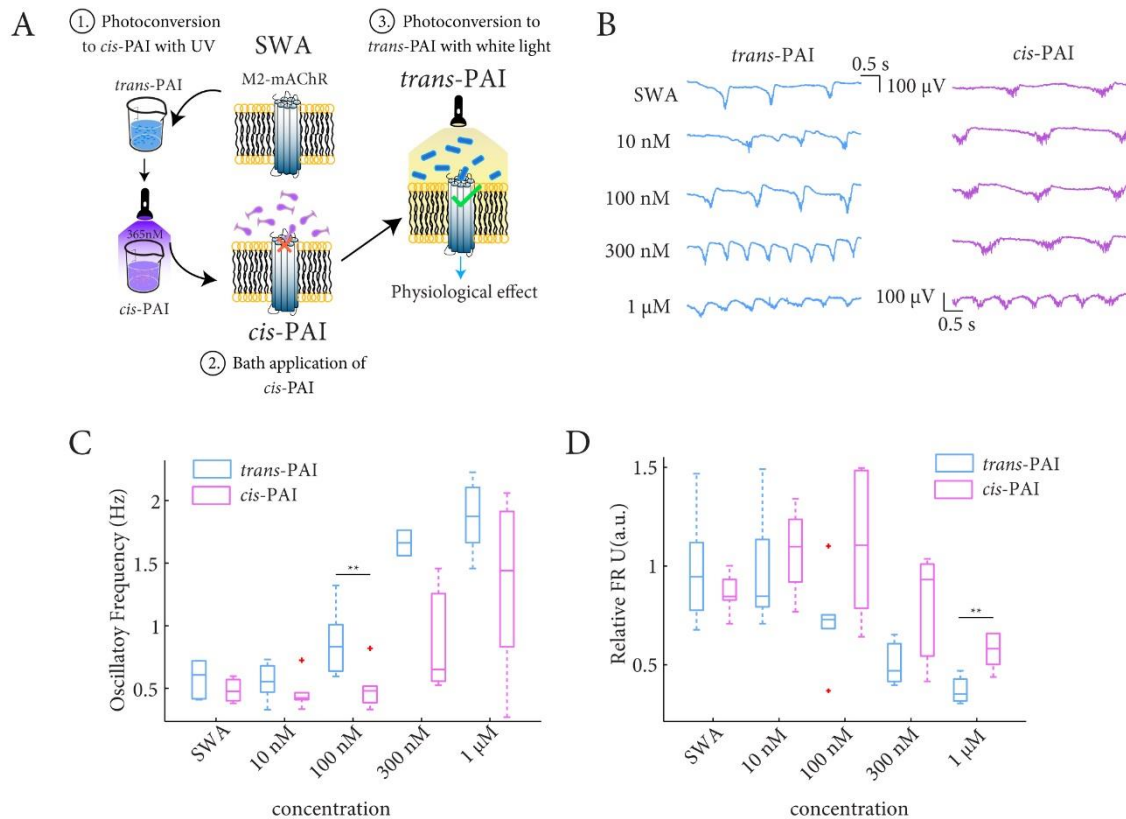 A
1. Photoconversion
to cis-PAI with UV
trans-PAI
365nM
cis-PAI
SWA
M2-mAChR
cis-PAI
2. Bath application of
cis-PAI
3. Photoconversion to
trans-PAI with white light
trans-PAI
Physiological effect
B
trans-PAI
cis-PAI
0.5 s
100 µV
SWA
10 nM
100 nM
300 nM
1 µM
100 µV
0.5 s
C
trans-PAI
cis-PAI
Oscillatoy Frequency (Hz)
2
1.5
1
0.5
**
SWA
10 nM
100 nM
300 nM
1 µM
concentration
D
trans-PAI
cis-PAI
Relative FR U(a.u.)
1.5
1
0.5
**
SWA
10 nM
100 nM
300 nM
1 µM
concentration